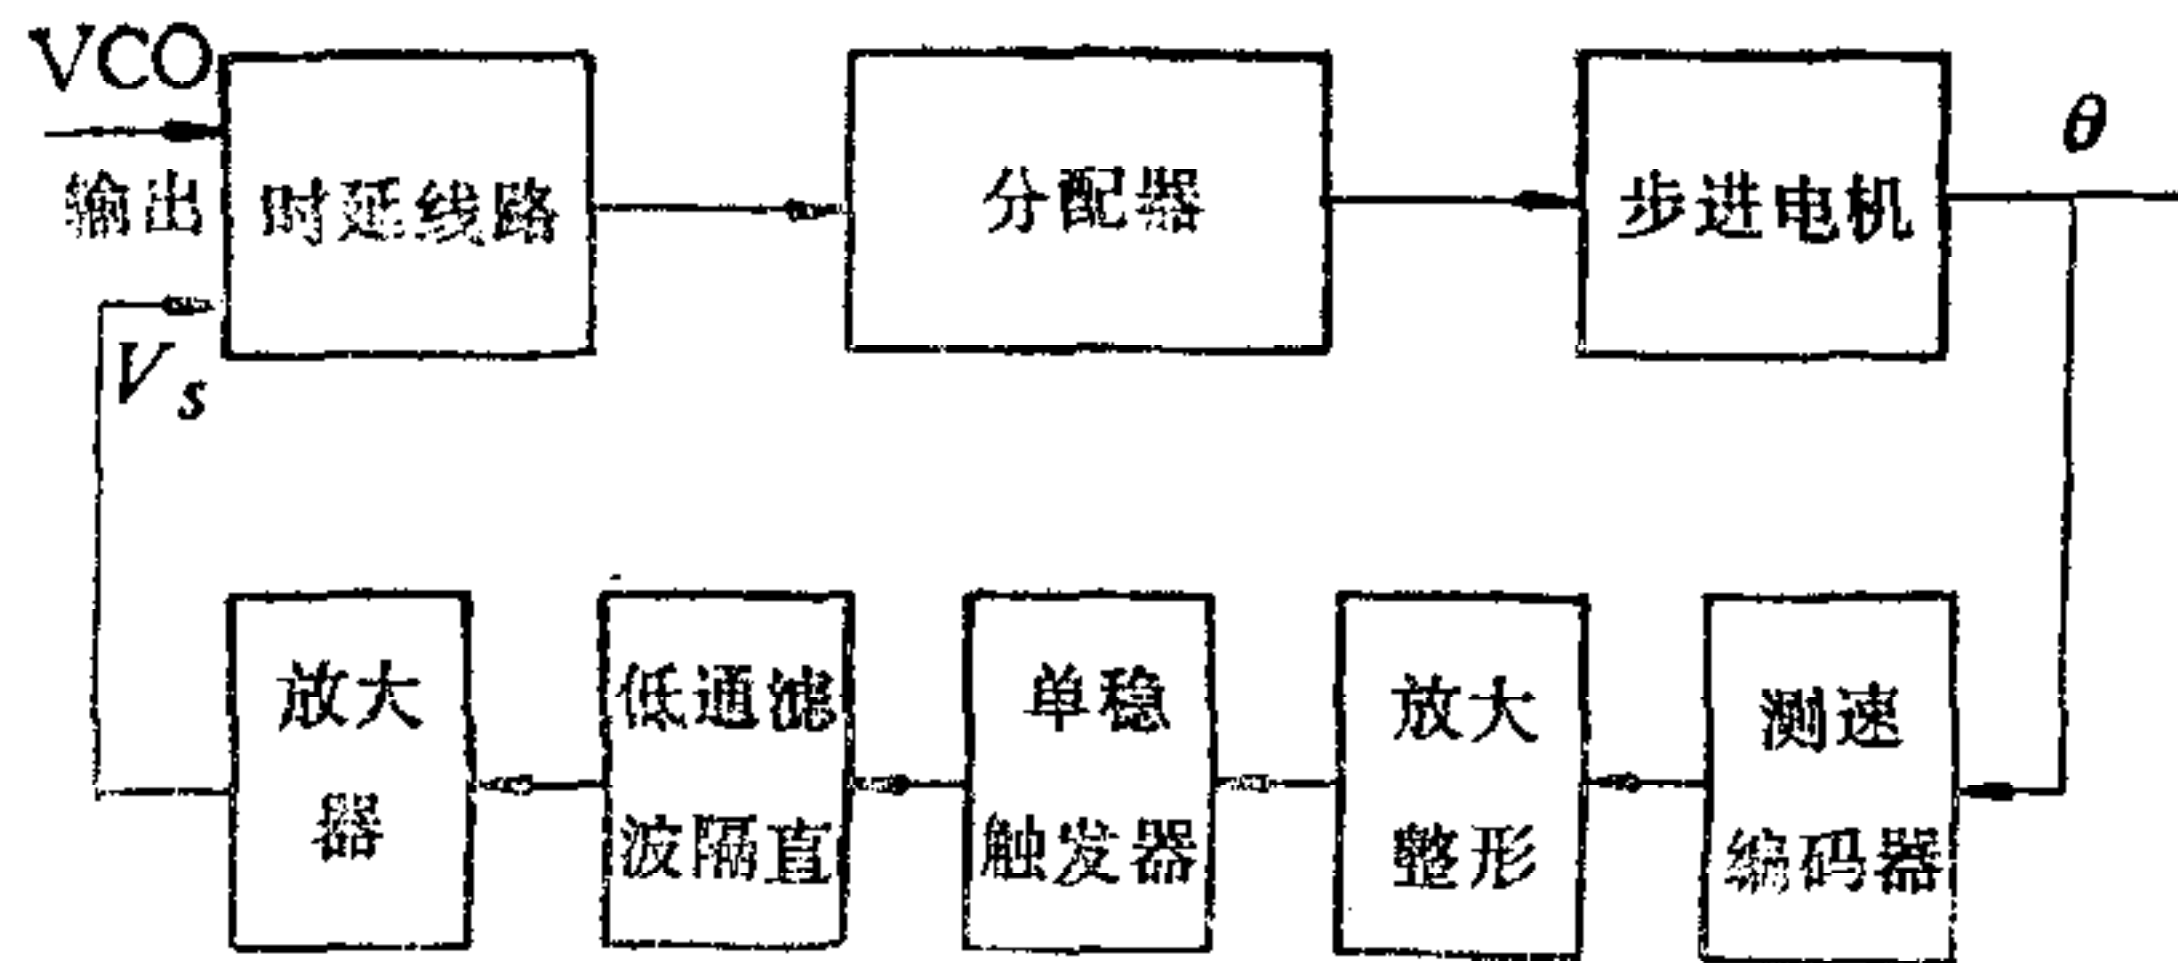 VCO
输出
时延线路
分配器
步进电机
θ
Vs
放大
器
低通滤
波隔直
单稳
触发器
放大
整形
测速
编码器